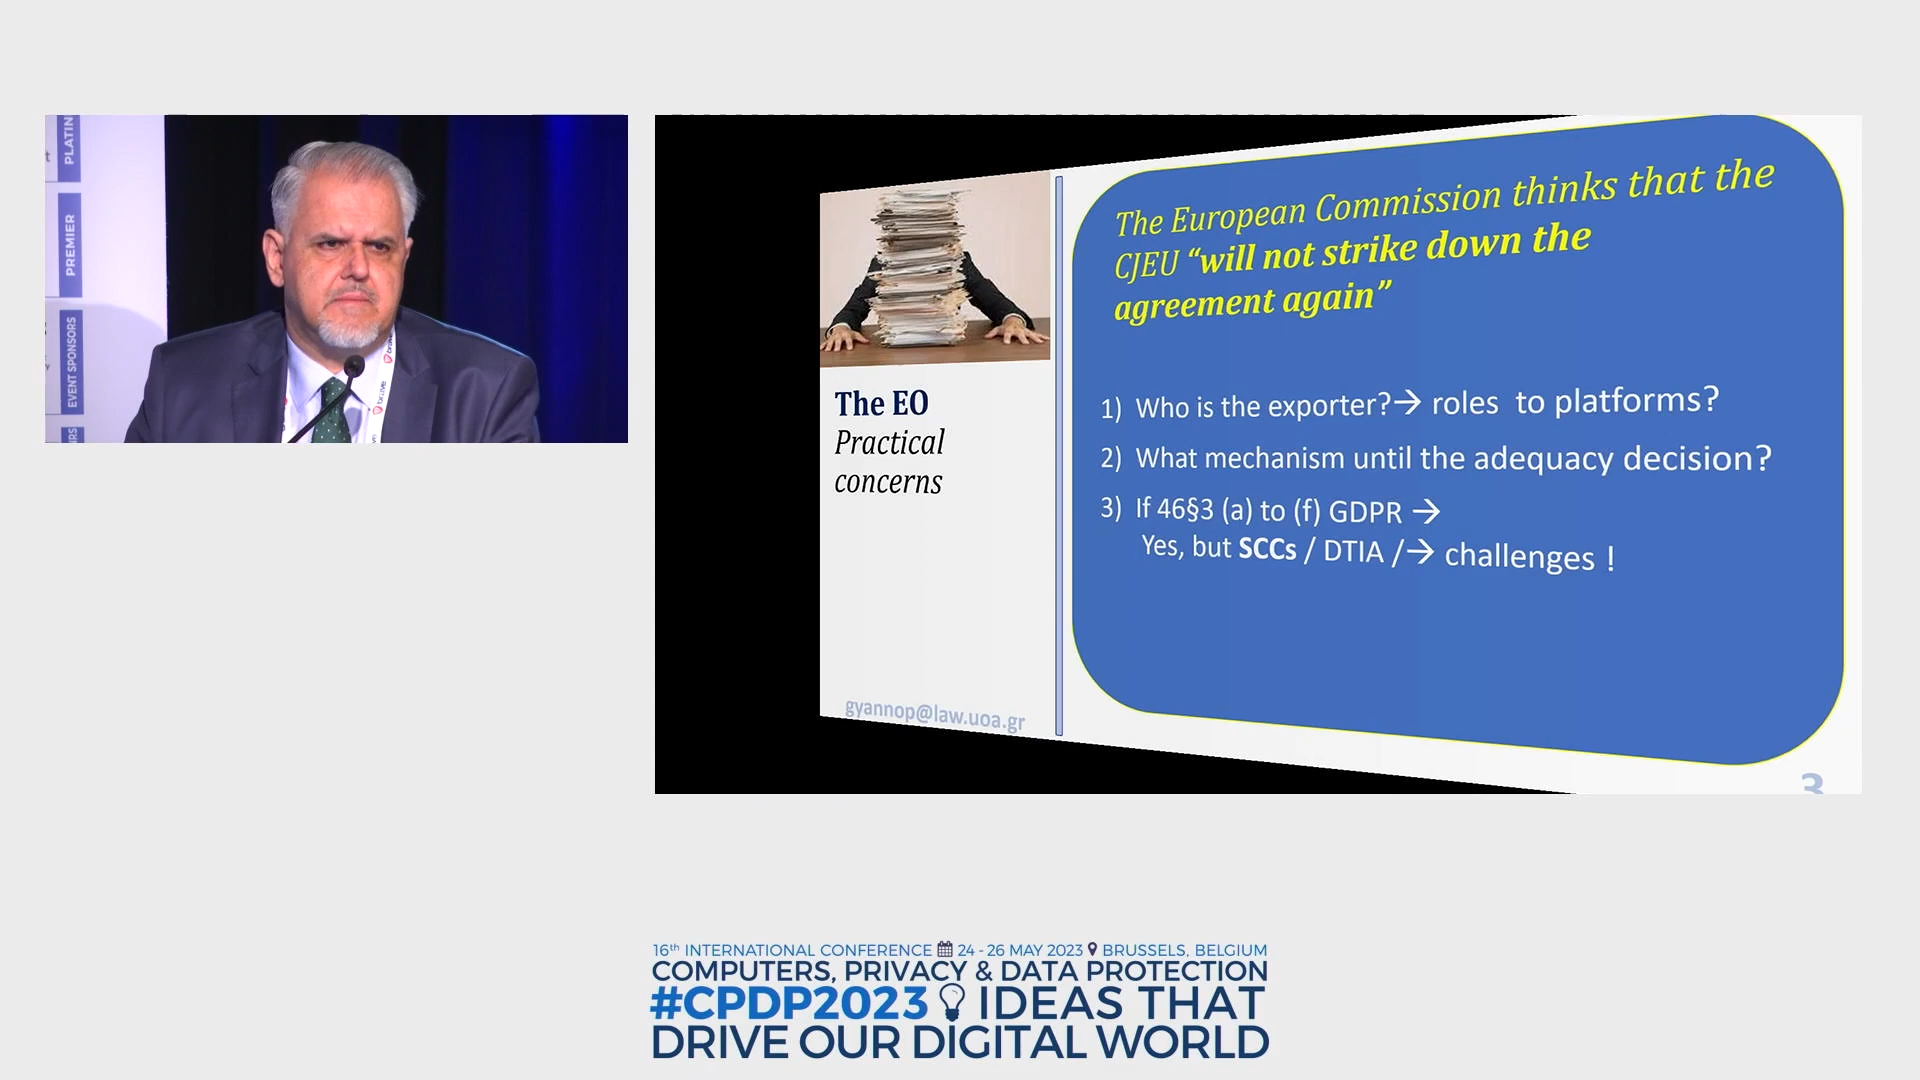 PLATIN
PREMIER
EVENT SPONSORS
brave
brave
The EO
Practical
concerns
gyannop@law.uoa.gr
The European Commission thinks that the
CJEU “will not strike down the
agreement again”
1) Who is the exporter?→ roles to platforms?
2) What mechanism until the adequacy decision?
3) If 46§3 (a) to (f) GDPR →
Yes, but SCCs / DTIA /→ challenges !
3
16th INTERNATIONAL CONFERENCE 24 - 26 MAY 2023 BRUSSELS, BELGIUM
COMPUTERS, PRIVACY & DATA PROTECTION
#CPDP2023 IDEAS THAT
DRIVE OUR DIGITAL WORLD